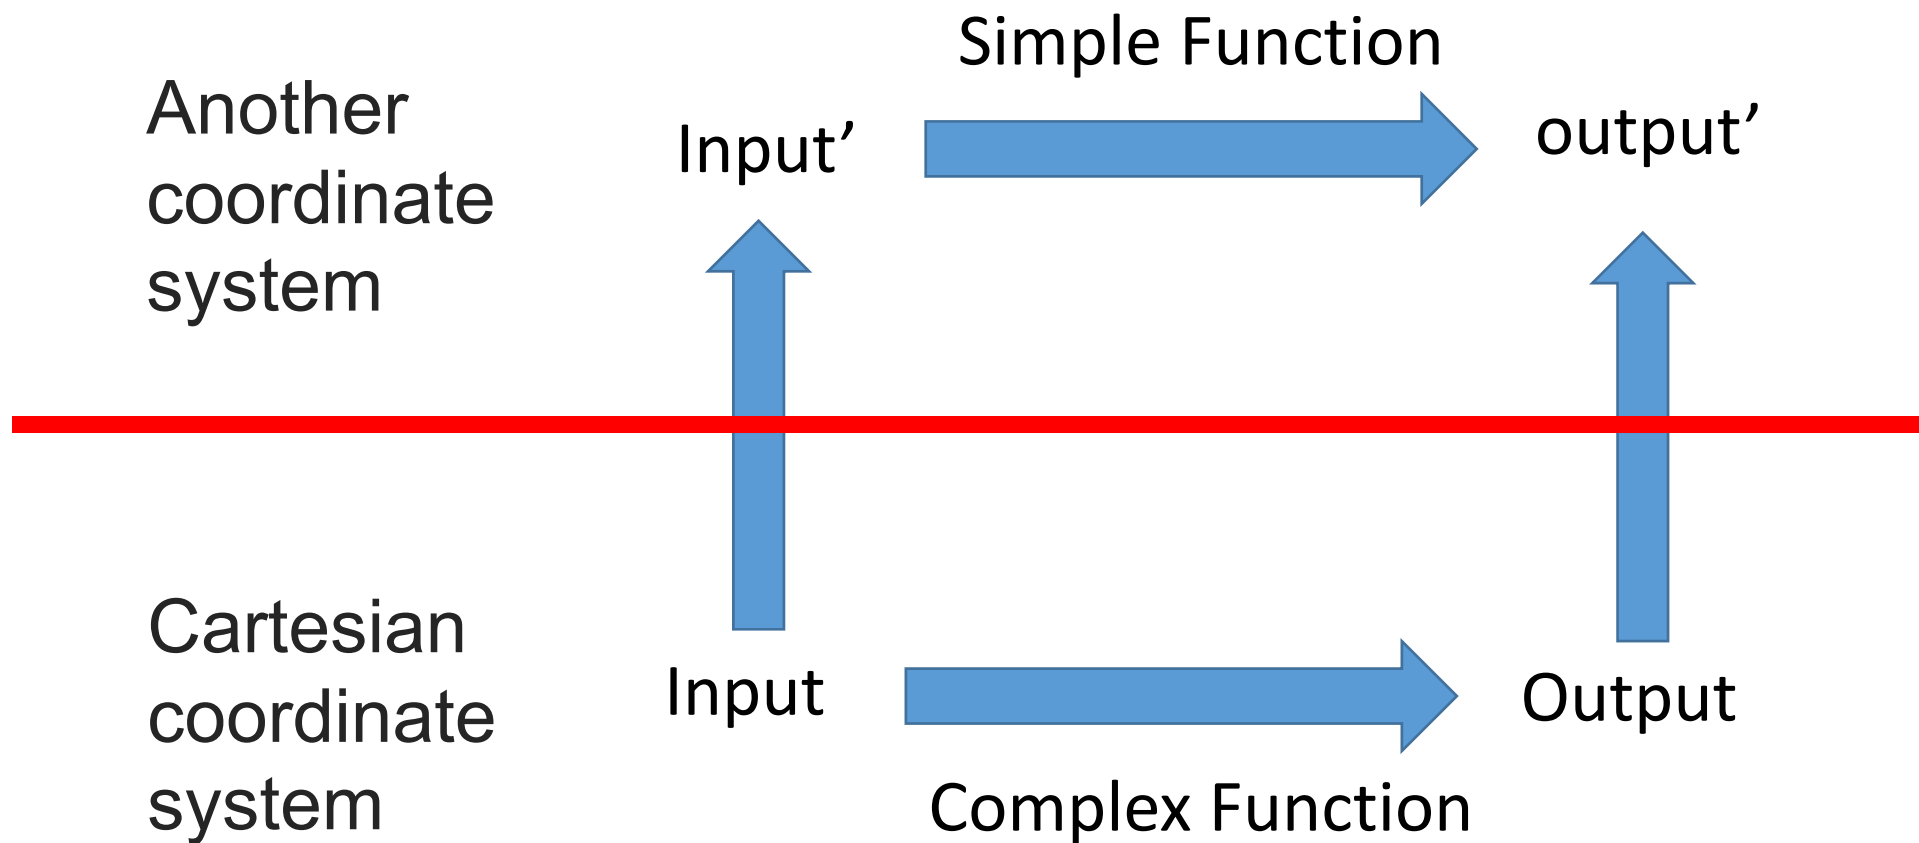 Simple Function
Another
coordinate
system
Input’
output’
Cartesian
coordinate
system
Input
Output
Complex Function